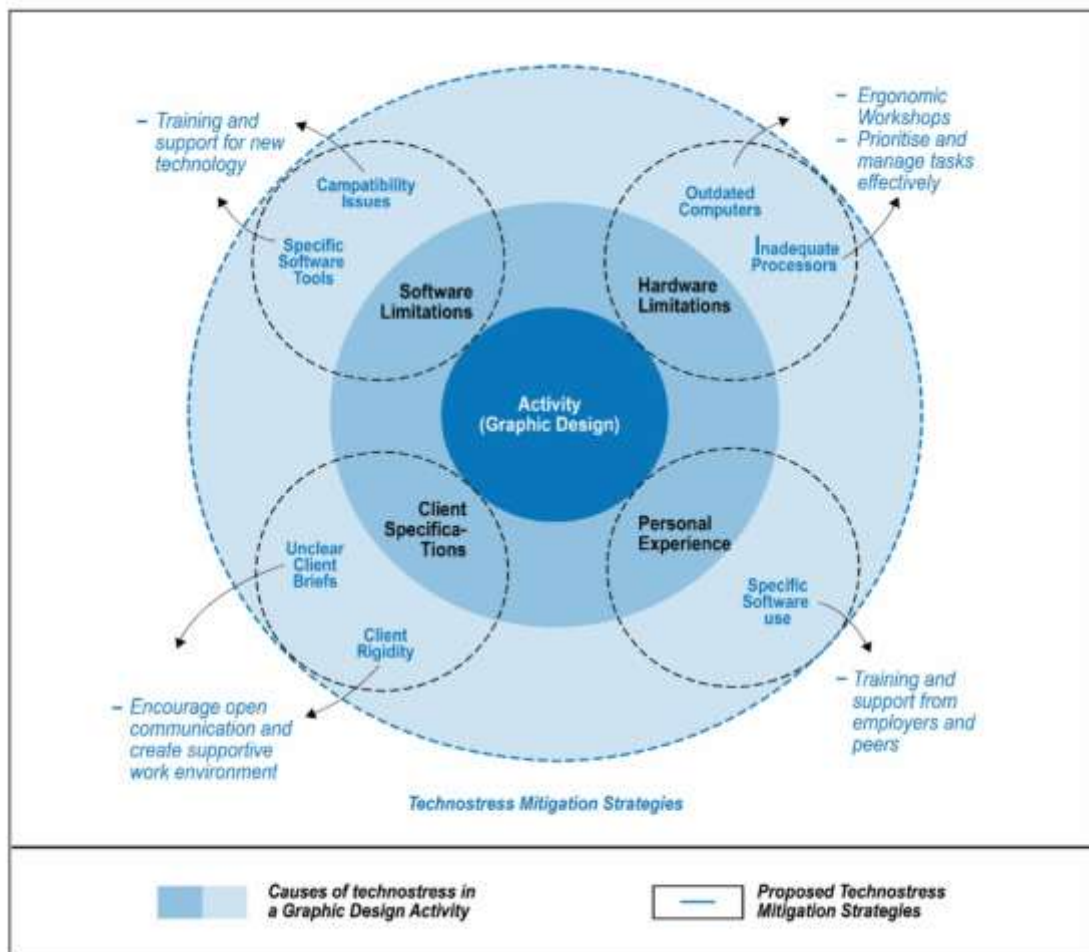 – Training and
support for new
technology
Campatibility
Issues
Specific
Software
Tools
Software
Limitations
– Ergonomic
Workshops
– Prioritise and
manage tasks
effectively
Outdated
Computers
Inadequate
Processors
Hardware
Limitations
Activity
(Graphic Design)
Client
Specifica-
Tions
Unclear
Client
Briefs
Client
Rigidity
– Encourage open
communication and
create supportive
work environment
Personal
Experience
Specific
Software
use
– Training and
support from
employers and
peers
Technostress Mitigation Strategies
Causes of technostress in
a Graphic Design Activity
Proposed Technostress
Mitigation Strategies